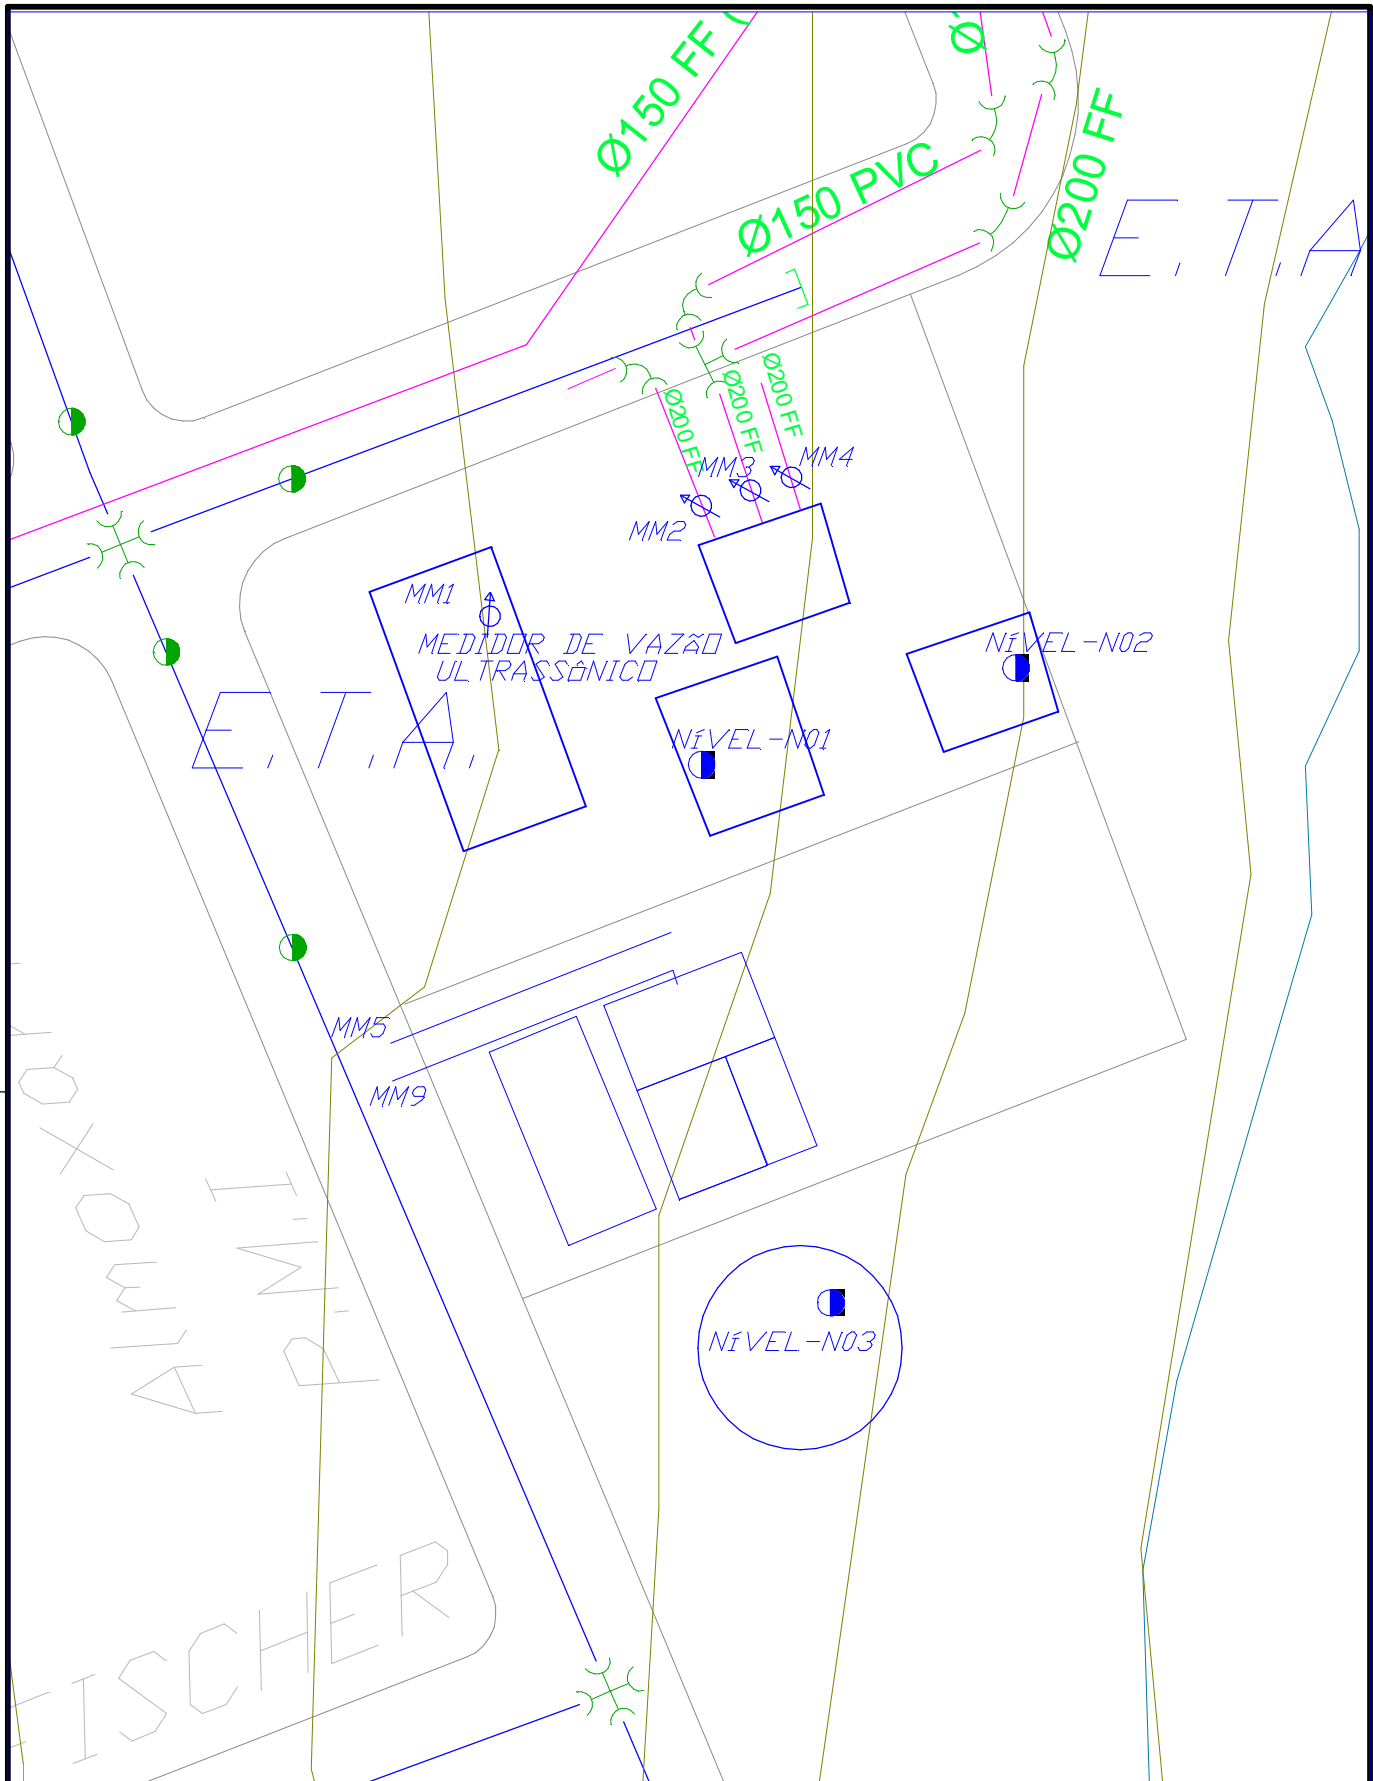 Ø150 FF (
Ø
Ø150 PVC
Ø200 FF
E.T.A
Ø200 FF
Ø200 FF
Ø200 FF
MM4
MM3
MM2
MM1
MEDIDOR DE VAZÃO
ULTRASSÔNICO
NíVEL-N02
E.T.A.
NíVEL-N01
MM5
MM9
NíVEL-N03
TISCHER